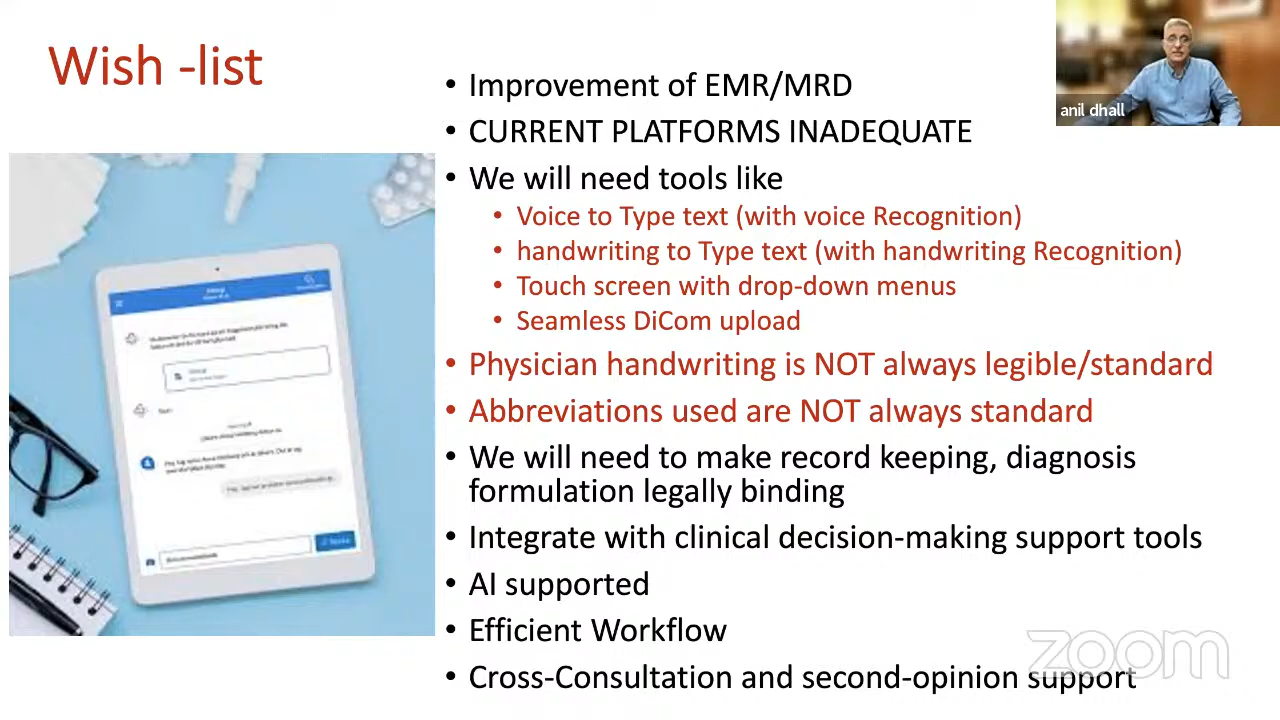 Wish -list
anil dhall
• Improvement of EMR/MRD
• CURRENT PLATFORMS INADEQUATE
• We will need tools like
• Voice to Type text (with voice Recognition)
• handwriting to Type text (with handwriting Recognition)
• Touch screen with drop-down menus
• Seamless DiCom upload
• Physician handwriting is NOT always legible/standard
• Abbreviations used are NOT always standard
• We will need to make record keeping, diagnosis
formulation legally binding
• Integrate with clinical decision-making support tools
• AI supported
• Efficient Workflow
• Cross-Consultation and second-opinion support
zoom